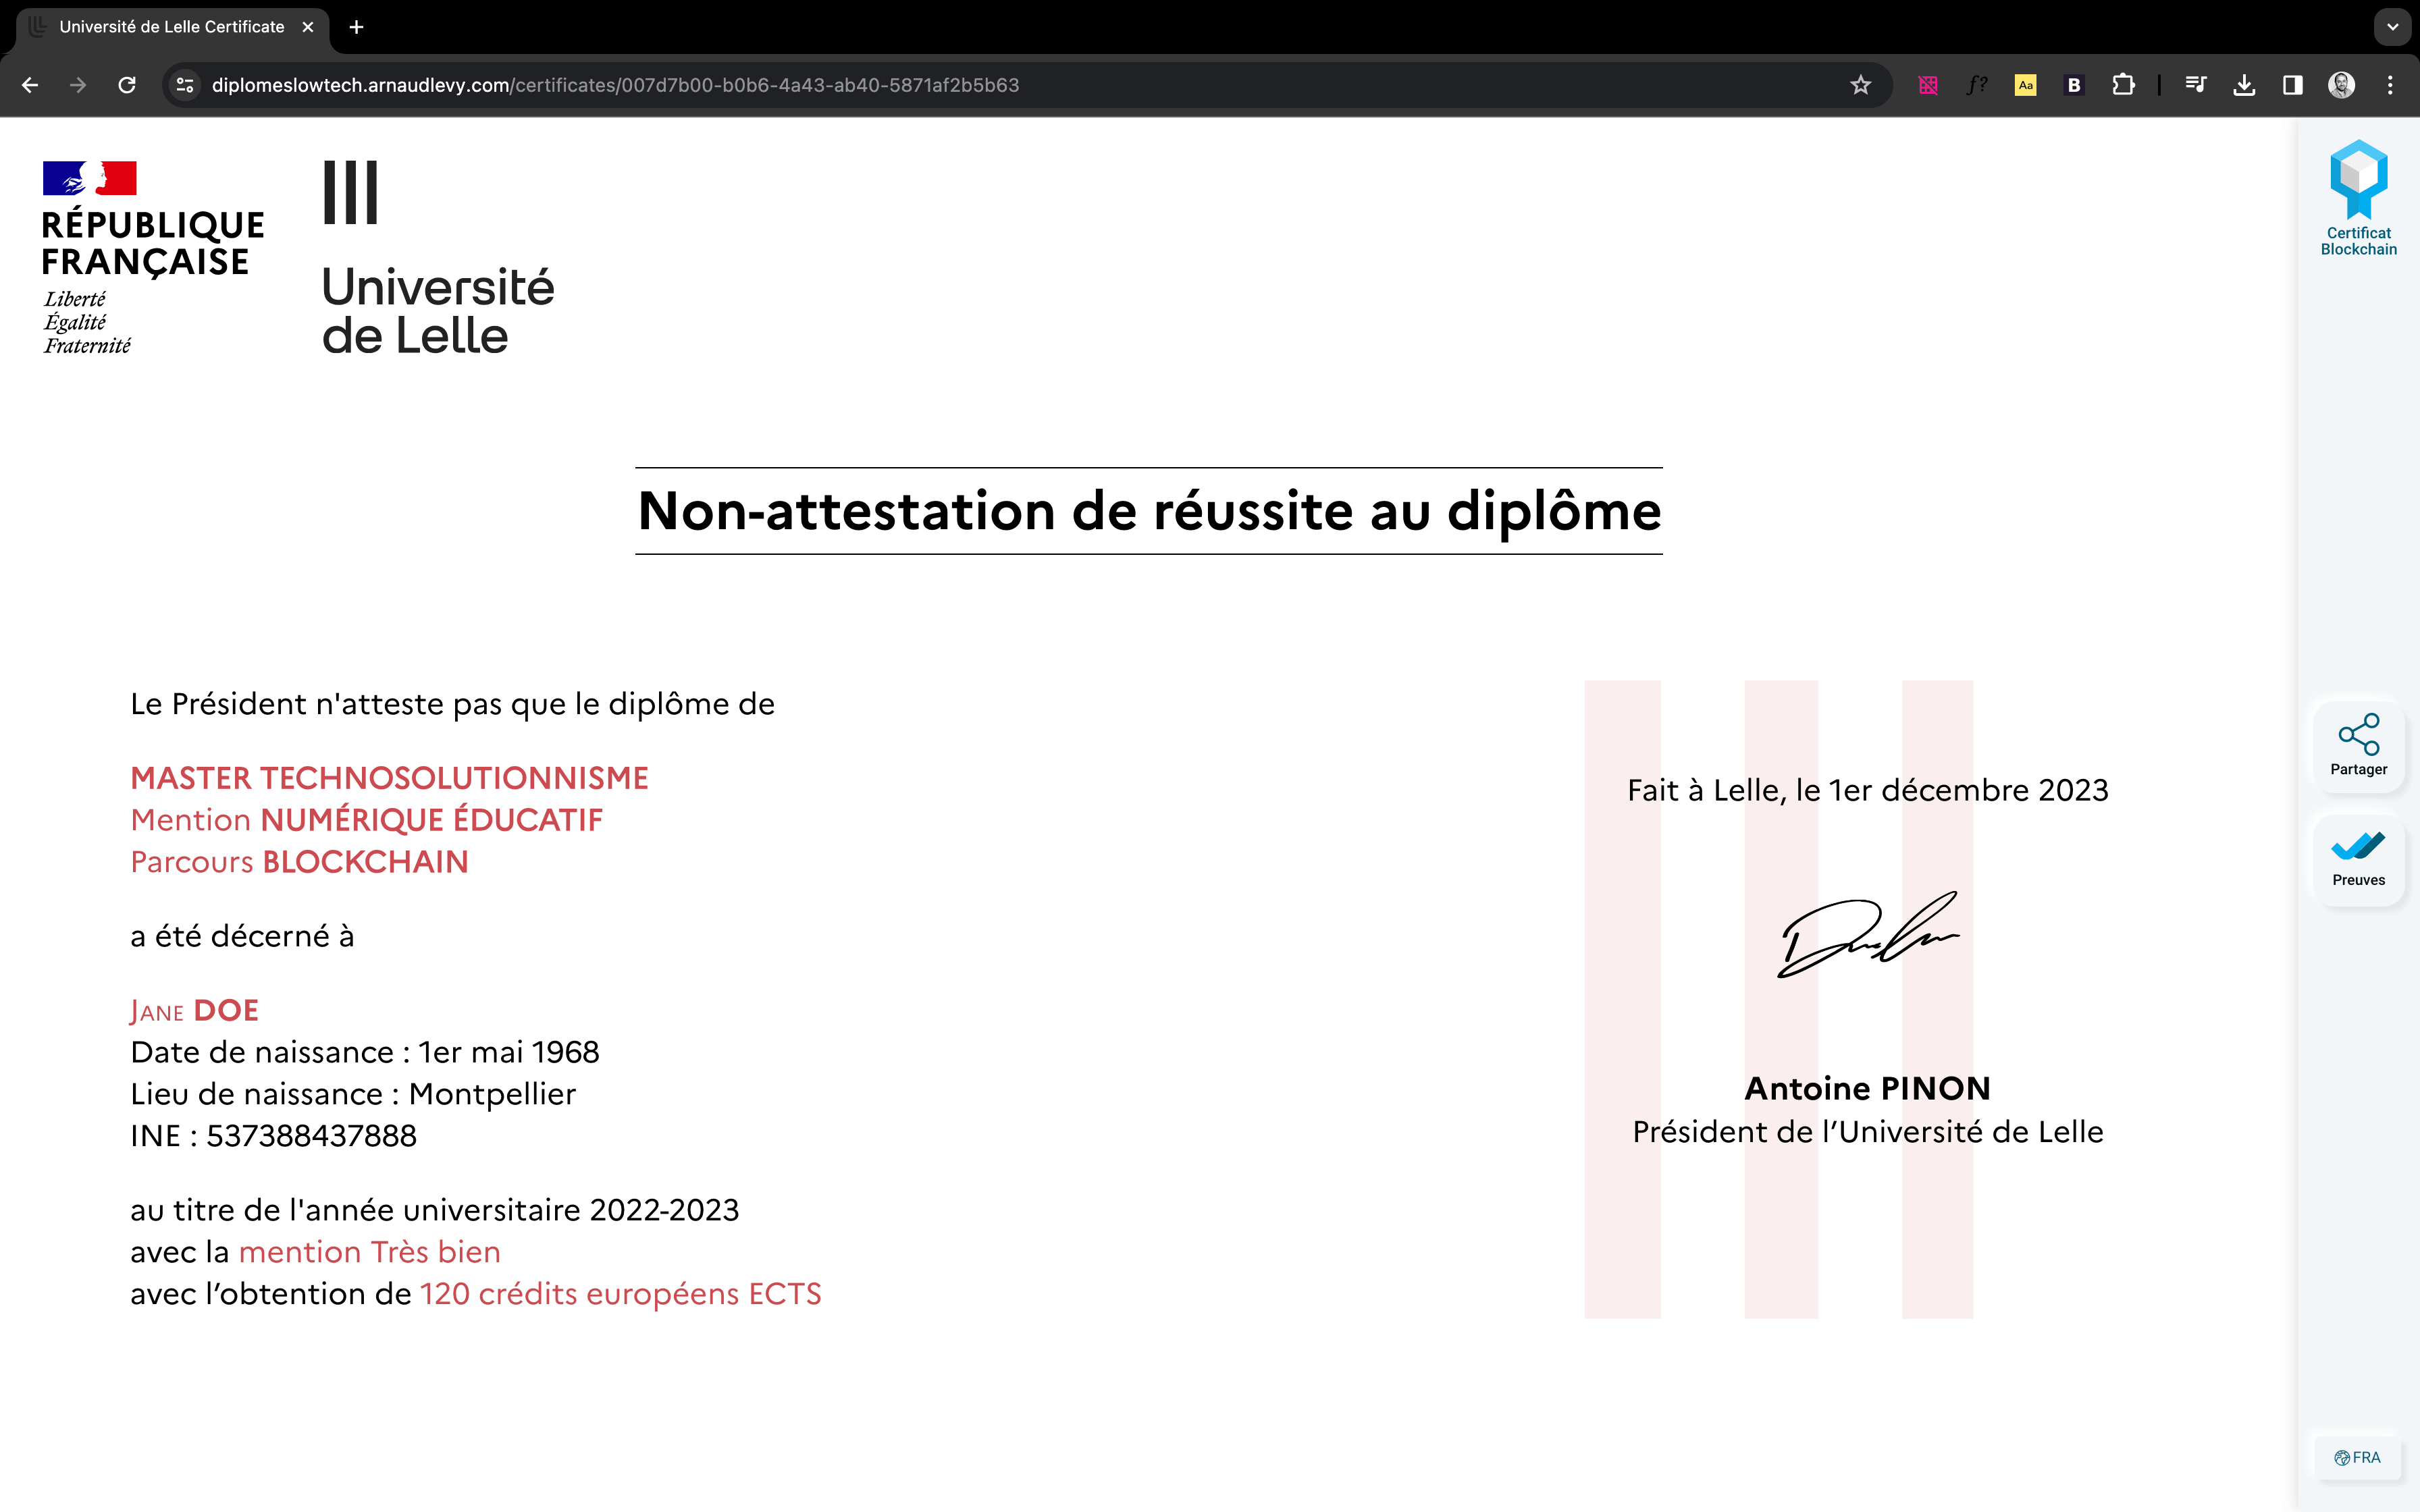 Université de Lelle Certificate
diplomeslowtech.arnaudlevy.com/certificates/007d7b00-b0b6-4a43-ab40-5871af2b5b63
f?
Aa
B
RÉPUBLIQUE
FRANÇAISE
Liberté
Égalité
Fraternité
Université
de Lelle
Certificat
Blockchain
Non-attestation de réussite au diplôme
Le Président n'atteste pas que le diplôme de
MASTER TECHNOSOLUTIONNISME
Mention NUMÉRIQUE ÉDUCATIF
Parcours BLOCKCHAIN
a été décerné à
Jane DOE
Date de naissance : 1er mai 1968
Lieu de naissance : Montpellier
INE : 537388437888
au titre de l'année universitaire 2022-2023
avec la mention Très bien
avec l’obtention de 120 crédits européens ECTS
Fait à Lelle, le 1er décembre 2023
Antoine PINON
Président de l’Université de Lelle
Partager
Preuves
FRA